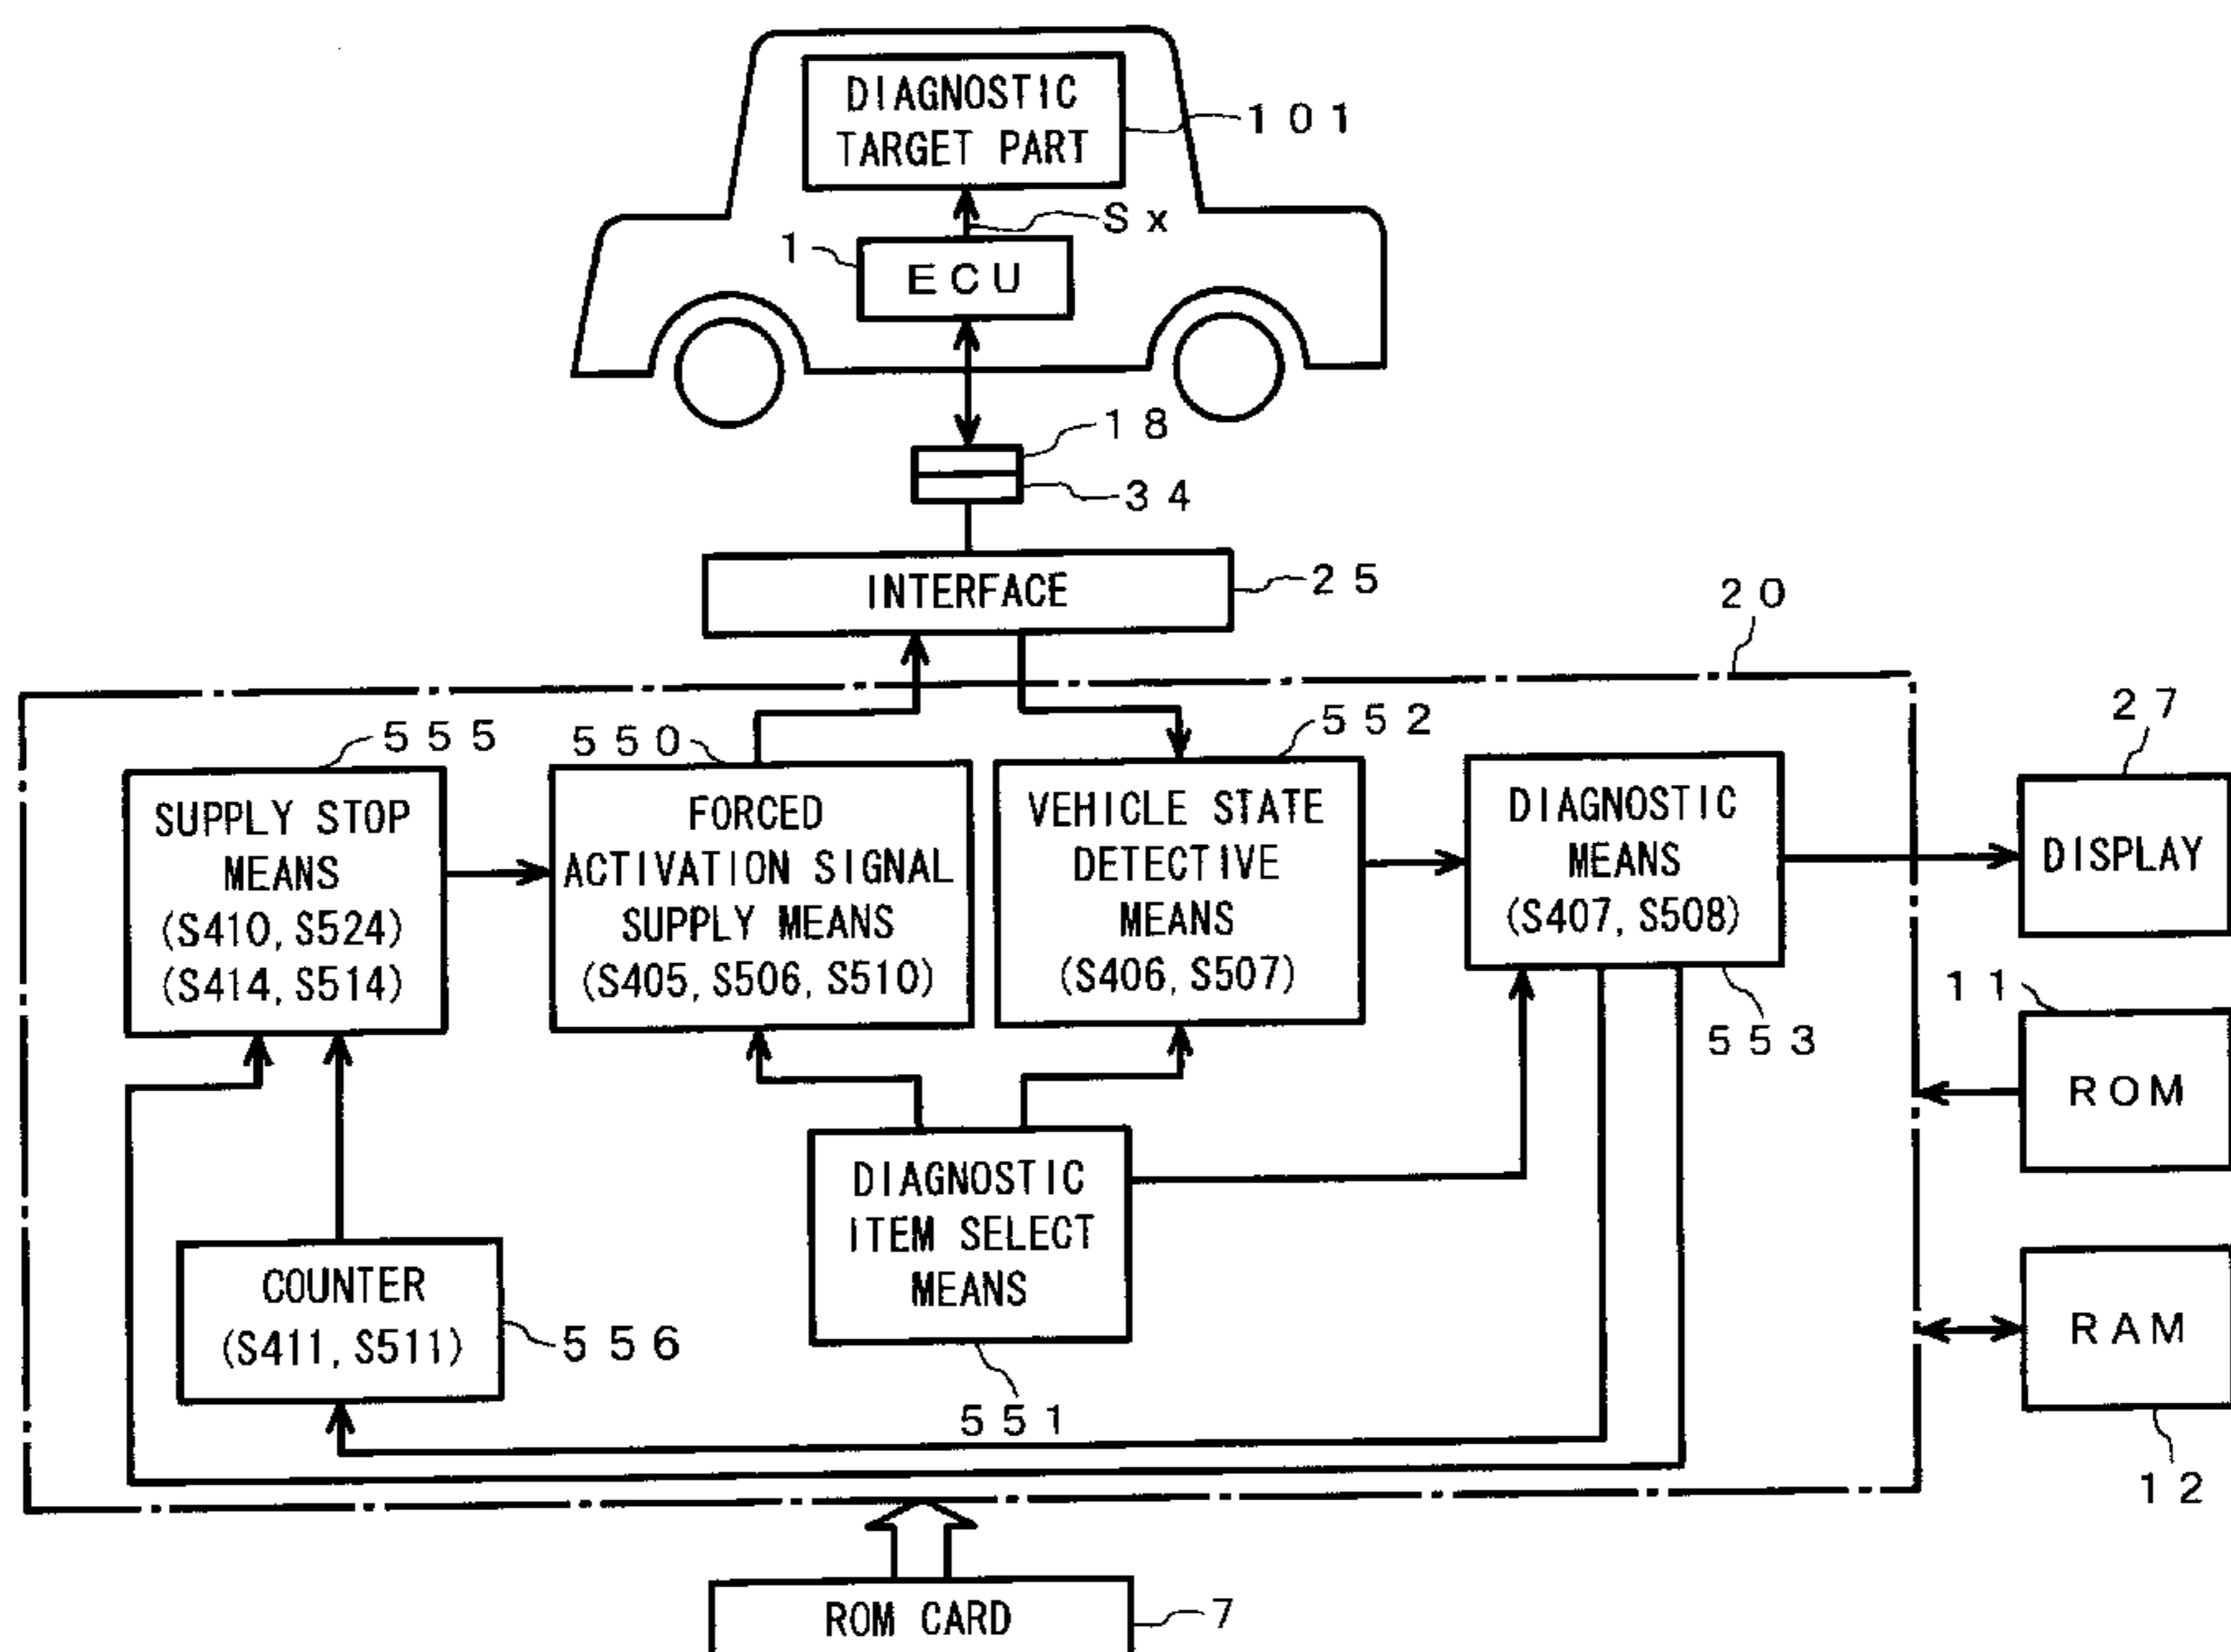 DIAGNOSTIC
TARGET PART
101
Sx
1
ECU
18
34
INTERFACE
25
20
555
550
552
27
SUPPLY STOP
MEANS
(S410, S524)
(S414, S514)
FORCED
ACTIVATION SIGNAL
SUPPLY MEANS
(S405, S506, S510)
VEHICLE STATE
DETECTIVE
MEANS
(S406, S507)
DIAGNOSTIC
MEANS
(S407, S508)
DISPLAY
11
553
ROM
DIAGNOSTIC
ITEM SELECT
MEANS
COUNTER
(S411, S511)
556
RAM
551
12
ROM CARD
7